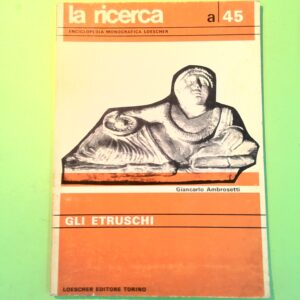 la ricerca
a 45
ENCICLOPEDIA MONOGRAFICA LOESCHER
Giancarlo Ambrosetti
GLI ETRUSCHI
LOESCHER EDITORE TORINO